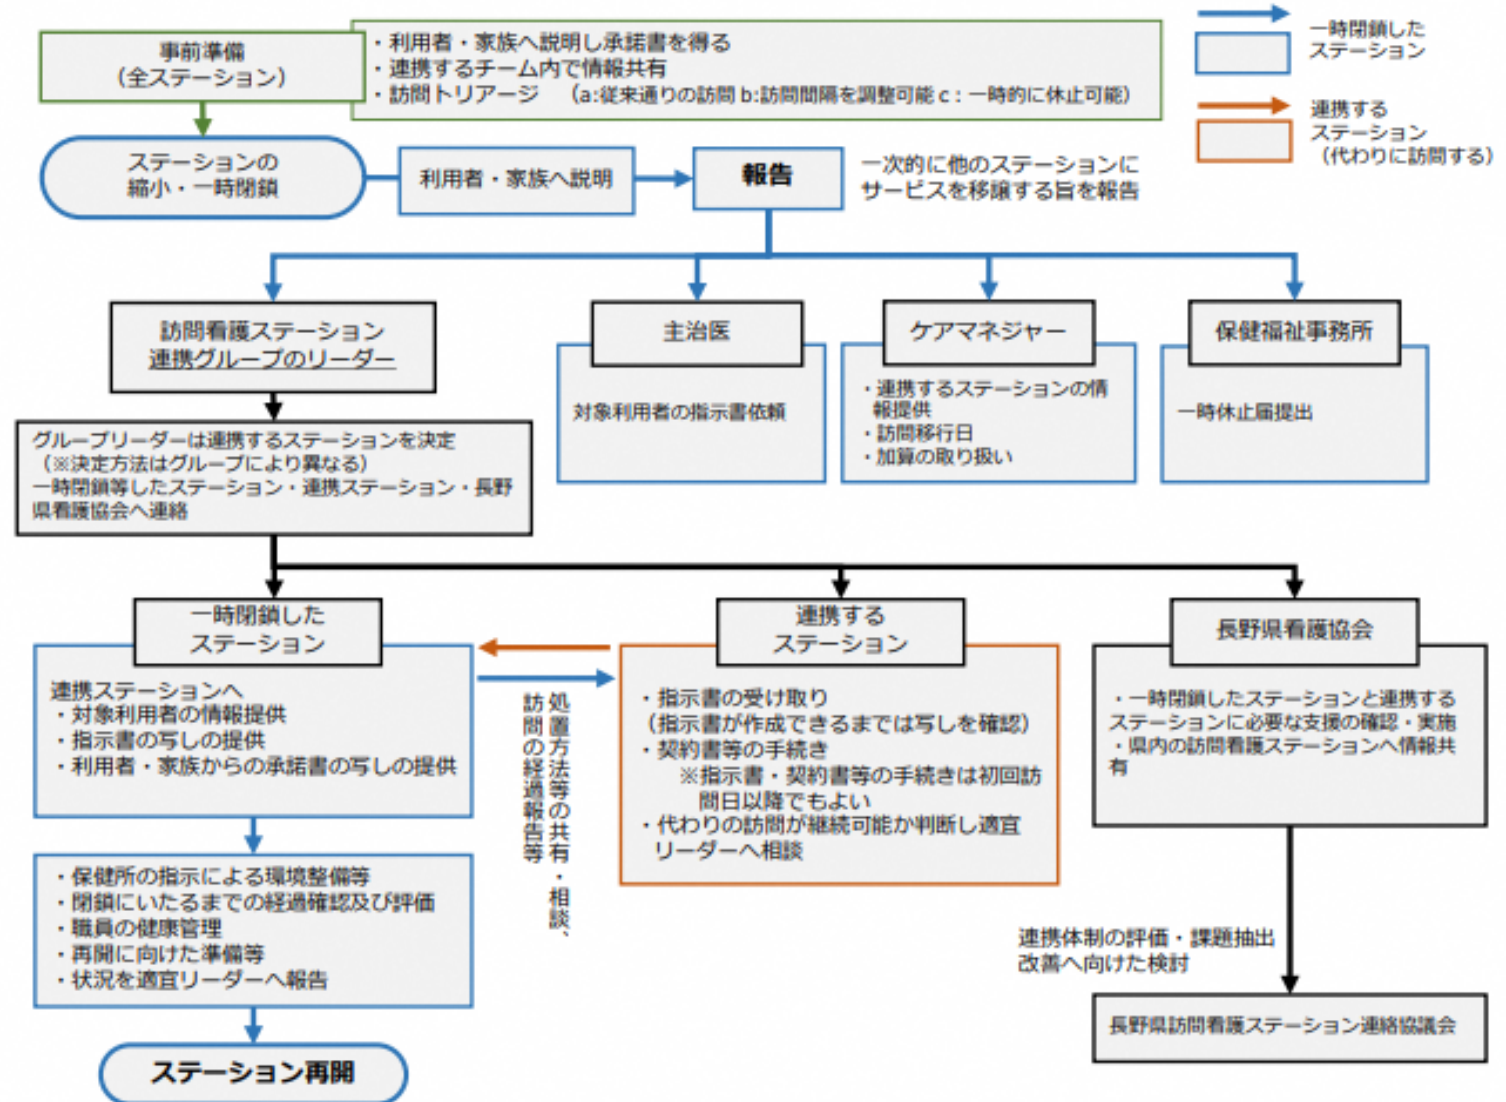 事前準備
（全ステーション）
・利用者・家族へ説明し承諾書を得る
・連携するチーム内で情報共有
・訪問トリアージ　（a:従来通りの訪問 b:訪問間隔を調整可能 c：一時的に休止可能）
一時閉鎖した
ステーション
連携する
ステーション
（代わりに訪問する）
ステーションの
縮小・一時閉鎖
利用者・家族へ説明
報告
一次的に他のステーションに
サービスを移譲する旨を報告
訪問看護ステーション
連携グループのリーダー
主治医
対象利用者の指示書依頼
ケアマネジャー
・連携するステーションの情
報提供
・訪問移行日
・加算の取り扱い
保健福祉事務所
一時休止届提出
グループリーダーは連携するステーションを決定
（※決定方法はグループにより異なる）
一時閉鎖等したステーション・連携ステーション・長野
県看護協会へ連絡
一時閉鎖した
ステーション
連携ステーションへ
・対象利用者の情報提供
・指示書の写しの提供
・利用者・家族からの承諾書の写しの提供
処置方法等の共有・相談、
訪問の経過報告等
連携する
ステーション
・指示書の受け取り
（指示書が作成できるまでは写しを確認）
・契約書等の手続き
※指示書・契約書等の手続きは初回訪
問日以降でもよい
・代わりの訪問が継続可能か判断し適宜
リーダーへ相談
長野県看護協会
・一時閉鎖したステーションと連携する
ステーションに必要な支援の確認・実施
・県内の訪問看護ステーションへ情報共
有
・保健所の指示による環境整備等
・閉鎖にいたるまでの経過確認及び評価
・職員の健康管理
・再開に向けた準備等
・状況を適宜リーダーへ報告
連携体制の評価・課題抽出
改善へ向けた検討
長野県訪問看護ステーション連絡協議会
ステーション再開